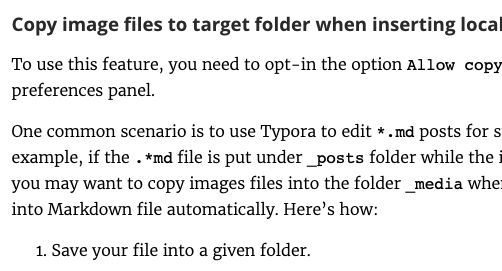 Copy image files to target folder when inserting local
To use this feature, you need to opt-in the option Allow copy
preferences panel.
One common scenario is to use Typora to edit *.md posts for s
example, if the .*md file is put under _posts folder while the i
you may want to copy images files into the folder _media whe
into Markdown file automatically. Here’s how:
1. Save your file into a given folder.